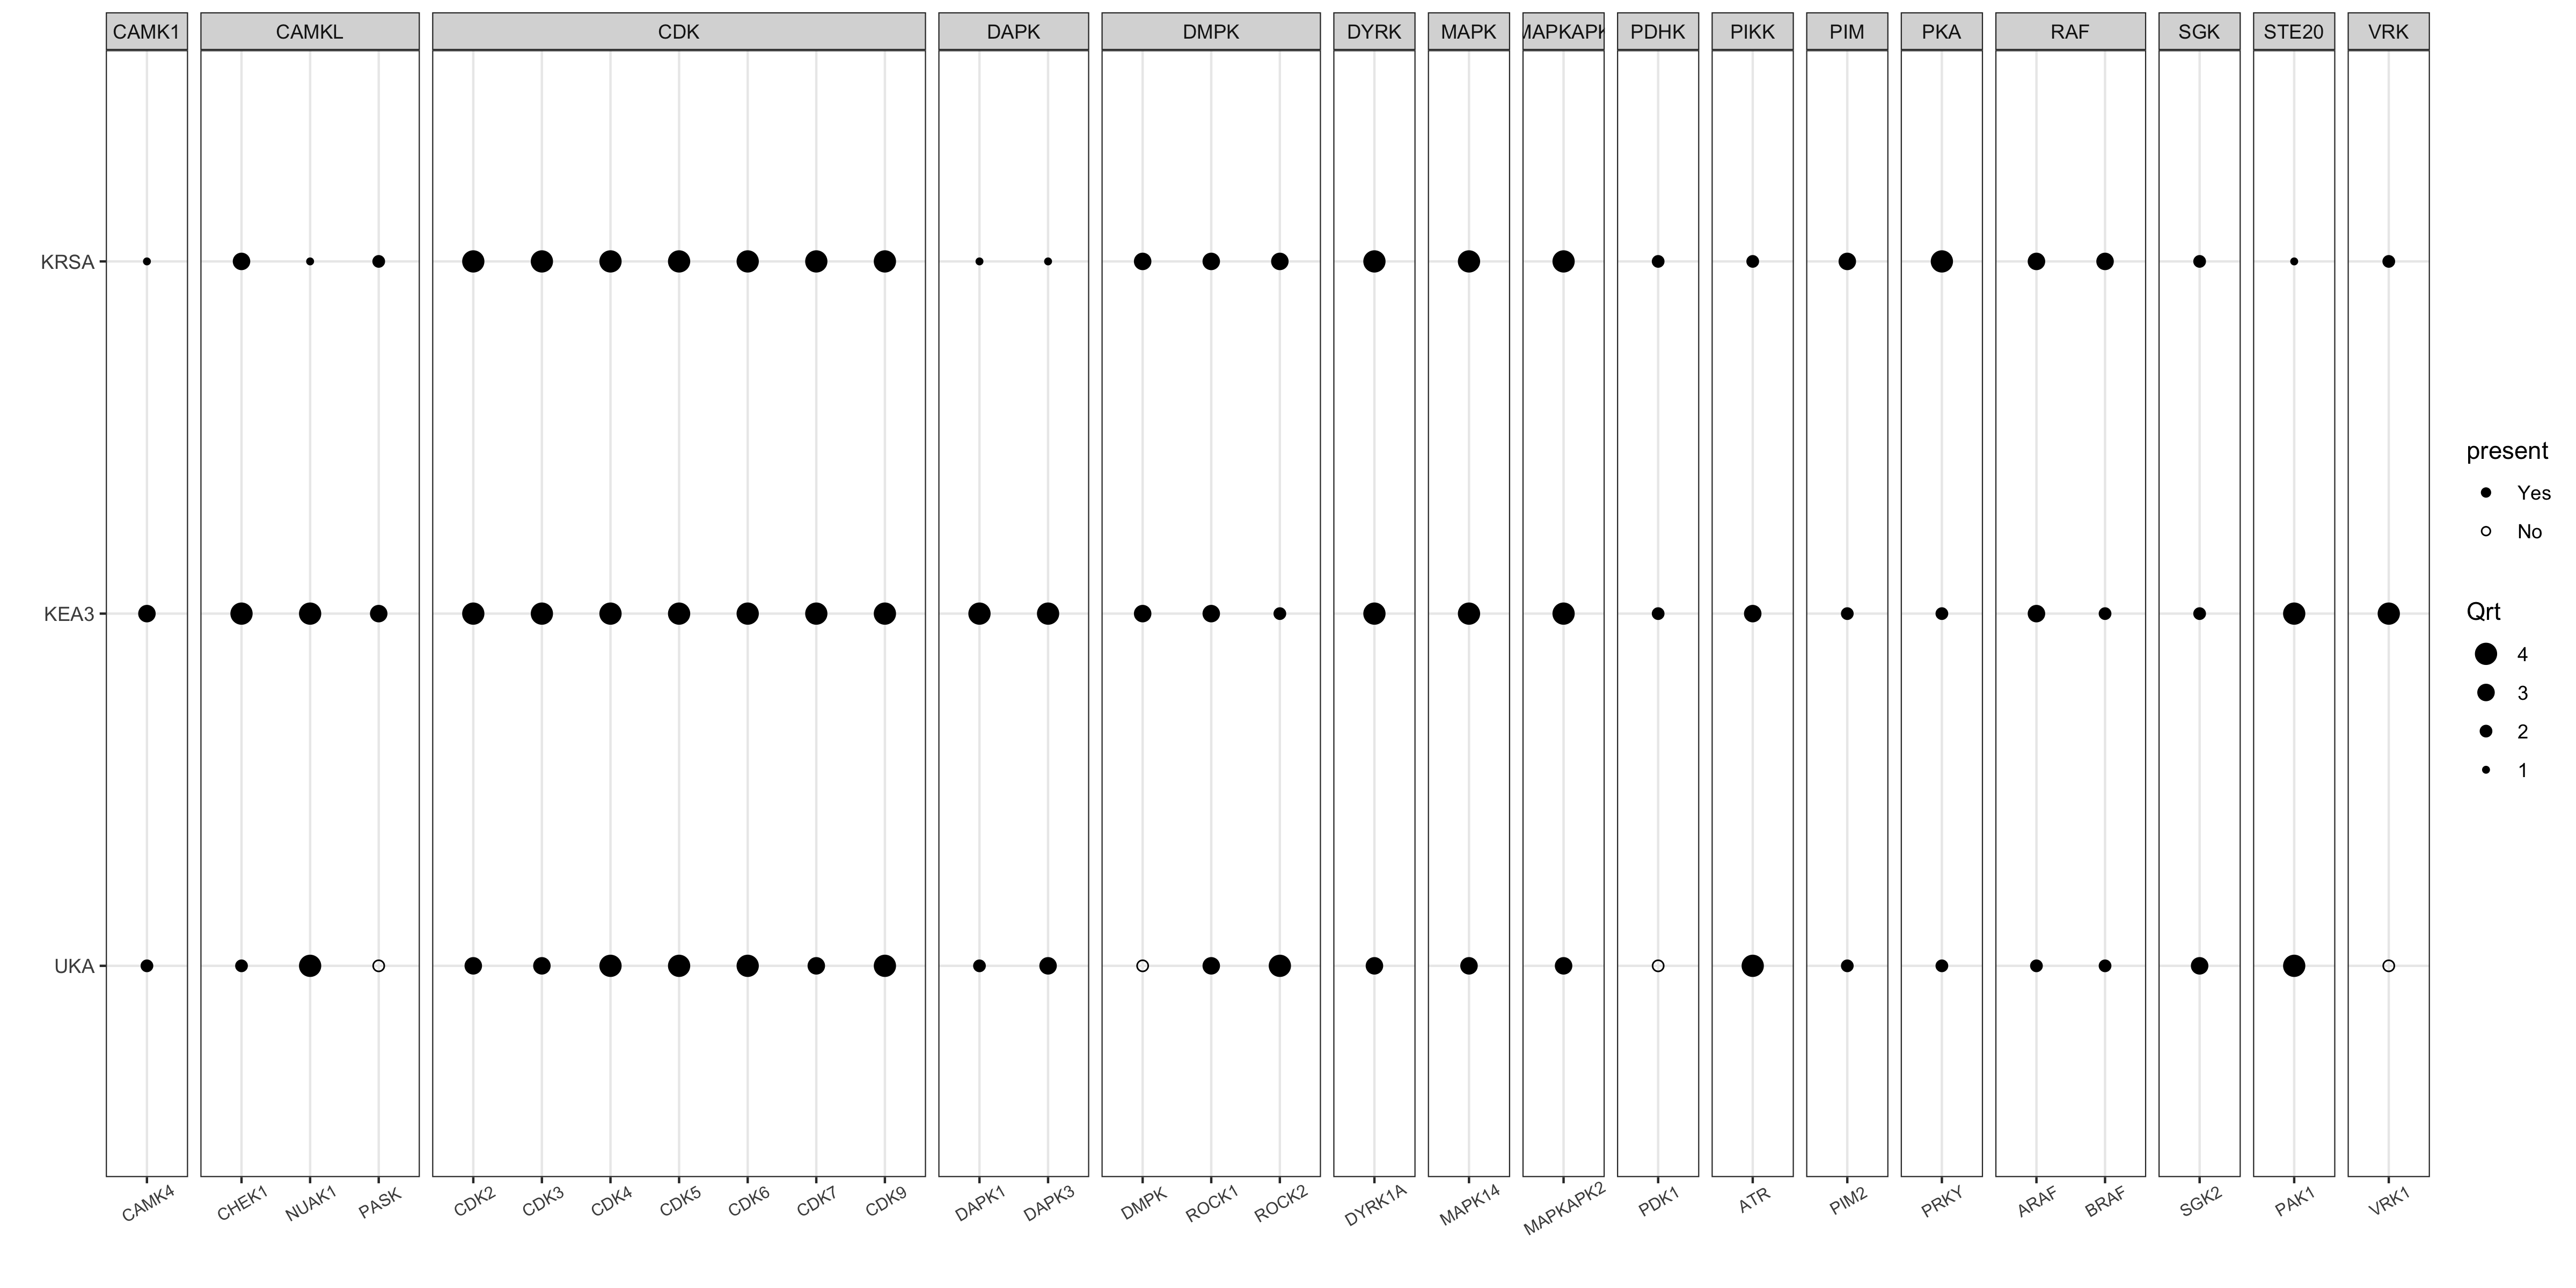 CAMK1 CAMKL CDK DAPK DMPK DYRK MAPK MAPKAPK PDHK PIKK PIM PKA RAF SGK STE20 VRK
KRSA
KEA3
UKA
CAMK4 CHEK1 NUAK1 PASK CDK2 CDK3 CDK4 CDK5 CDK6 CDK7 CDK9 DAPK1 DAPK3 DMPK ROCK1 ROCK2 DYRK1A MAPK14 MAPKAPK2 PDK1 ATR PIM2 PRKY ARAF BRAF SGK2 PAK1 VRK1
present
Yes
No
Qrt
4
3
2
1